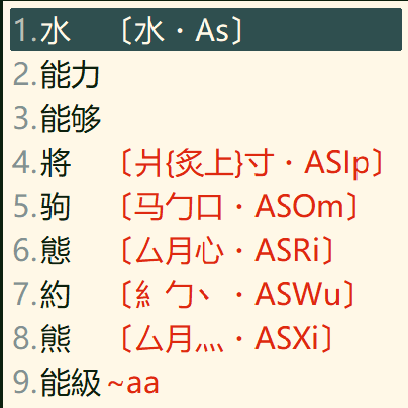 1.水 〔水·As〕
2.能力
3.能够
4.將 〔爿{炙上}寸·ASIp〕
5.驹 〔马勹口·ASOm〕
6.態 〔厶月心·ASRi〕
7.約 〔糹勹丶·ASWu〕
8.熊 〔厶月灬·ASXi〕
9.能級~aa